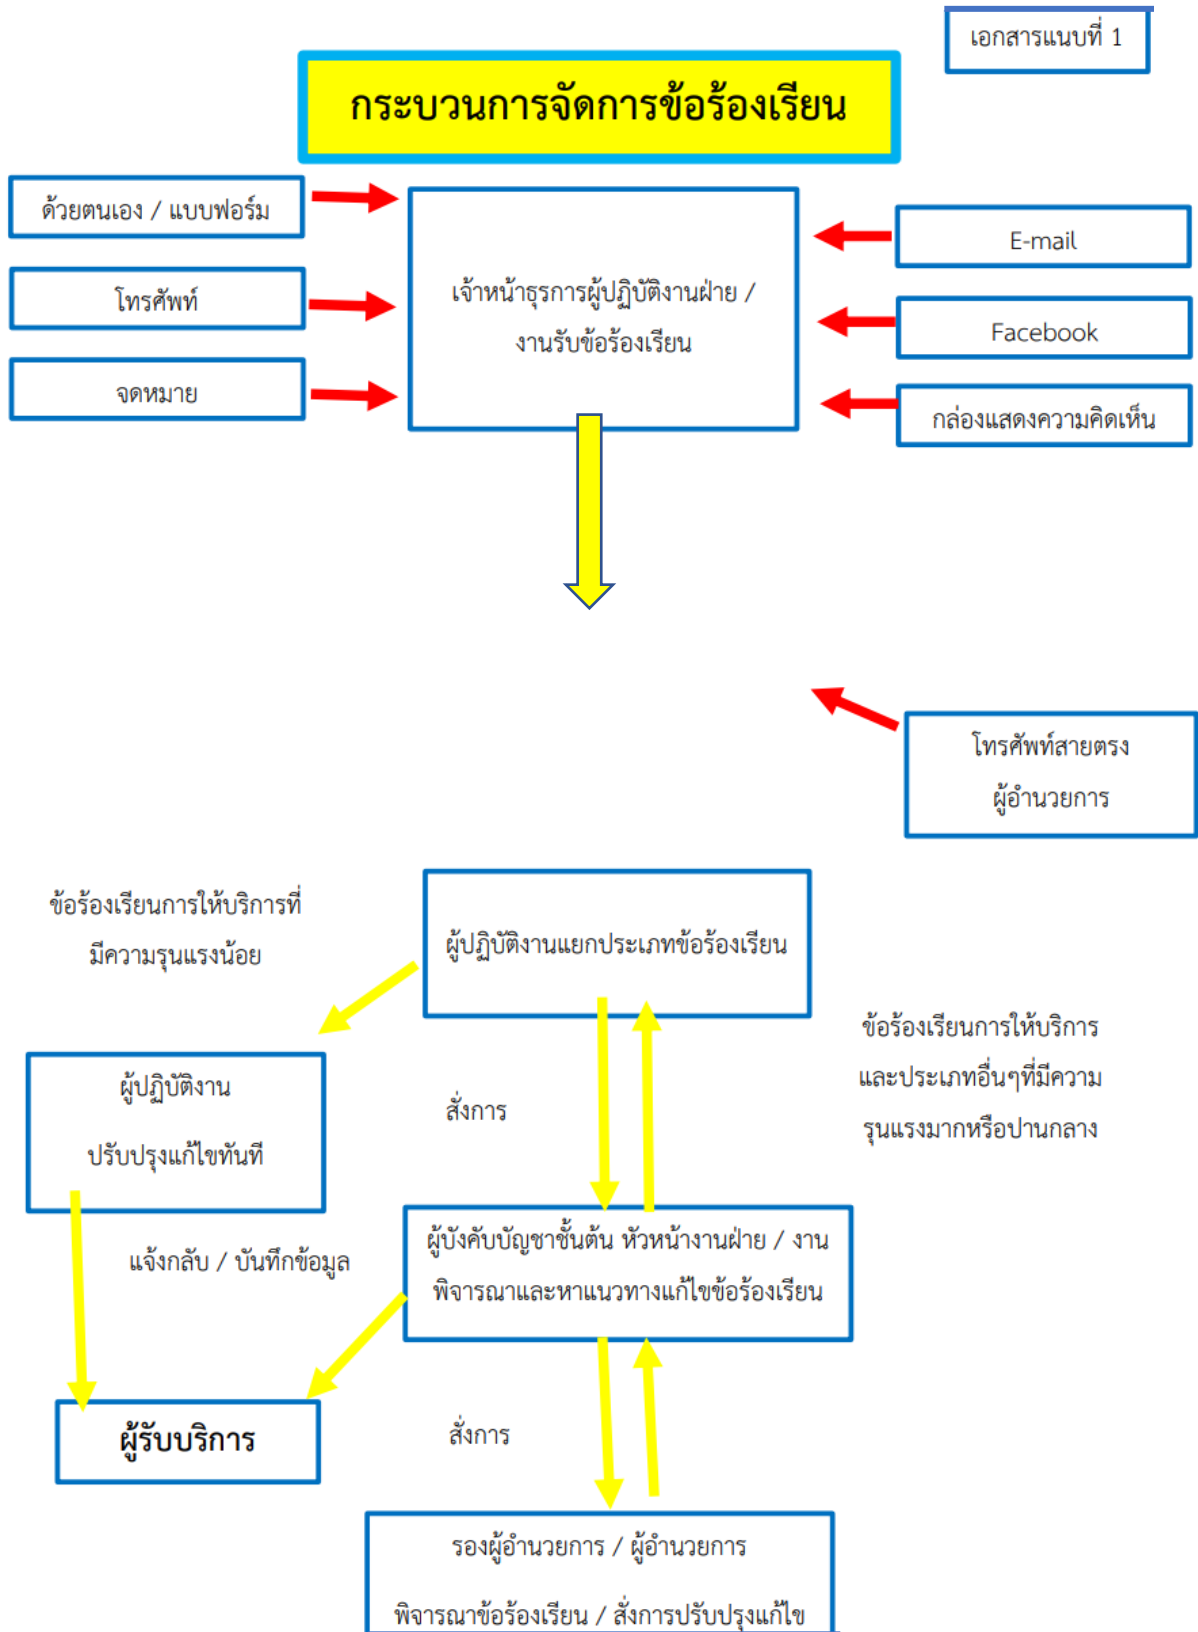 เอกสารแนบที่ 1
กระบวนการจัดการข้อร้องเรียน
ด้วยตนเอง / แบบฟอร์ม
โทรศัพท์
จดหมาย
เจ้าหน้าธุรการผู้ปฏิบัติงานฝ่าย /
งานรับข้อร้องเรียน
E-mail
Facebook
กล่องแสดงความคิดเห็น
โทรศัพท์สายตรง
ผู้อำนวยการ
ข้อร้องเรียนการให้บริการที่
มีความรุนแรงน้อย
ผู้ปฏิบัติงานแยกประเภทข้อร้องเรียน
ข้อร้องเรียนการให้บริการ
และประเภทอื่นๆที่มีความ
รุนแรงมากหรือปานกลาง
ผู้ปฏิบัติงาน
ปรับปรุงแก้ไขทันที
สั่งการ
แจ้งกลับ / บันทึกข้อมูล
ผู้บังคับบัญชาชั้นต้น หัวหน้างานฝ่าย / งาน
พิจารณาและหาแนวทางแก้ไขข้อร้องเรียน
ผู้รับบริการ
สั่งการ
รองผู้อำนวยการ / ผู้อำนวยการ
พิจารณาข้อร้องเรียน / สั่งการปรับปรุงแก้ไข